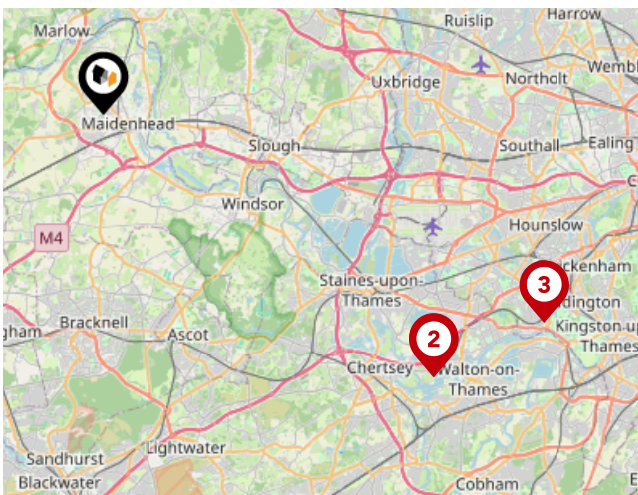 Marlow
Ruislip
Harrow
Uxbridge
Northolt
Wemb
Maidenhead
Slough
Southall
Ealing
C
Windsor
M4
Hounslow
Staines-upon-
Thames
3
ckenham
dington
gham
Bracknell
Ascot
2
Kingston-up
Thames
Chertsey
Walton-on-
Thames
Lightwater
Sandhurst
Blackwater
Cobham
E